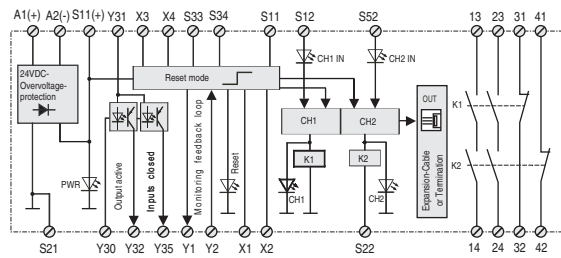 A1(+) A2(-) S11(+) Y31 X3 X4 S33 S34 S11 S12 S52 13 23 31 41
24VDC-
Overvoltage-
protection
PWR
Output active
Inputs closed
Reset mode
Monitoring feedback loop
Reset
CH1 IN
CH2 IN
CH1
CH2
K1
K2
CH1
CH2
OUT
Expansion-Cable
or Termination
K1
K2
S21 Y30 Y32 Y35 Y1 Y2 X1 X2 S22 14 24 32 42